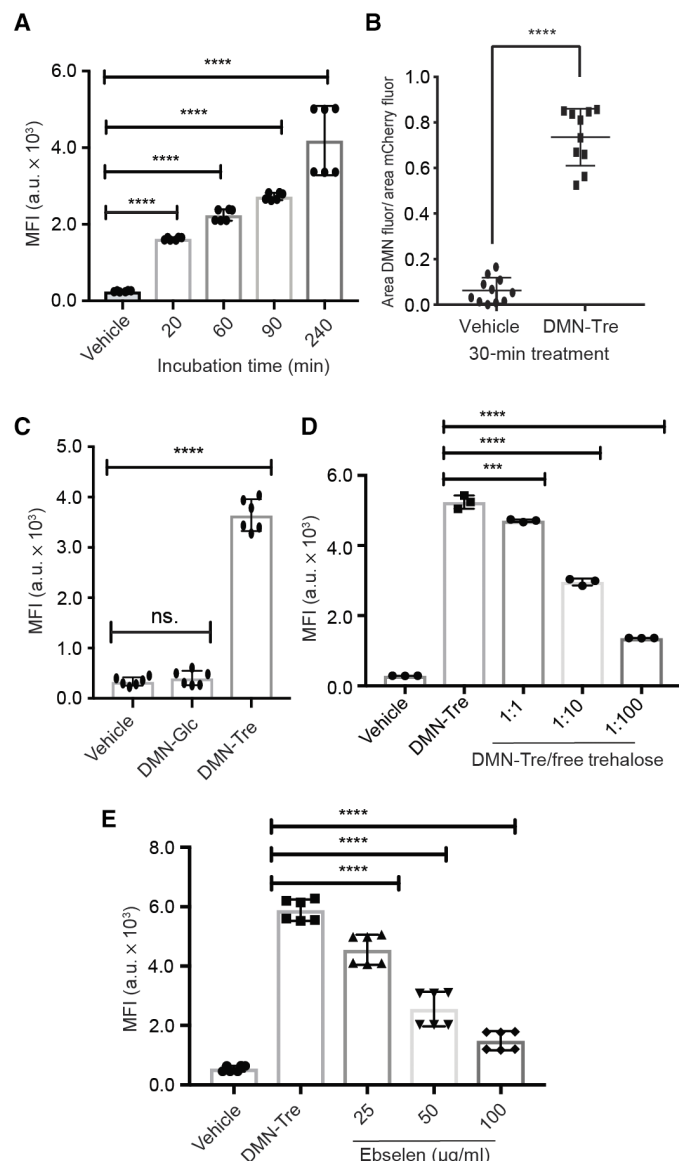 A
****
****
****
****
6.0
4.0
2.0
0.0
MFI (a.u. × 10³)
Vehicle
20
60
90
240
Incubation time (min)
B
****
1.0
0.8
0.6
0.4
0.2
0.0
Area DMN fluor/ area mCherry fluor
Vehicle
DMN-Tre
30-min treatment
C
****
ns.
5.0
4.0
3.0
2.0
1.0
0.0
MFI (a.u. × 10³)
Vehicle
DMN-Glc
DMN-Tre
D
****
****
***
6.0
4.0
2.0
0.0
MFI (a.u. × 10³)
Vehicle
DMN-Tre
1:1
1:10
1:100
DMN-Tre/free trehalose
E
****
****
****
8.0
6.0
4.0
2.0
0.0
MFI (a.u. × 10³)
Vehicle
DMN-Tre
25
50
100
Ebselen (µg/ml)